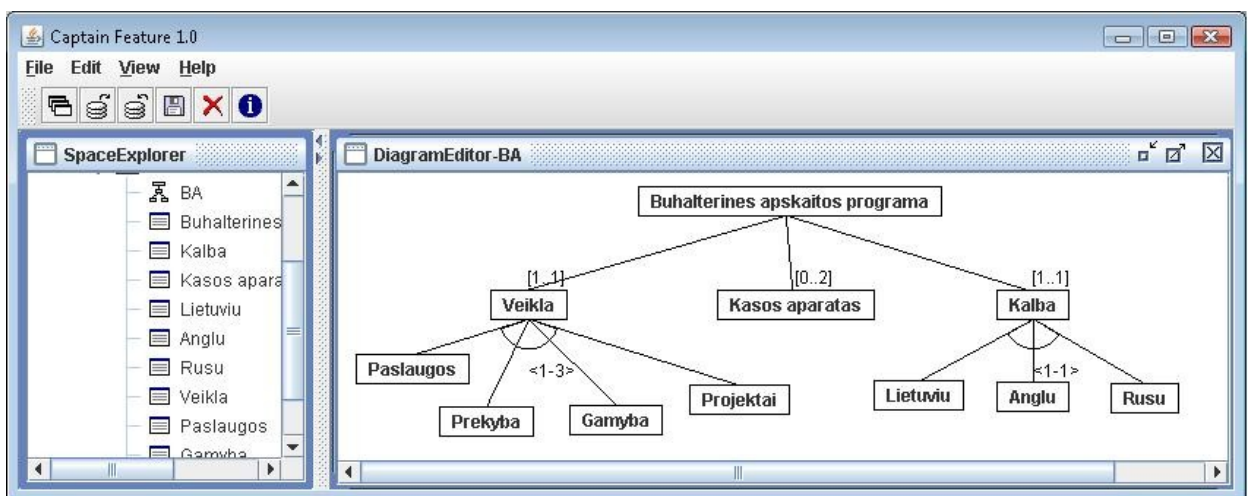 Captain Feature 1.0
File Edit View Help
SpaceExplorer
BA
Buhalterines
Kalba
Kasos apara
Lietuviu
Anglu
Rusu
Veikla
Paslaugos
Gamyba
DiagramEditor-BA
Buhalterines apskaitos programa
[1..1] [0..2] [1..1]
Veikla Kasos aparatas Kalba
Paslaugos <1-3> <1-1>
Projektai Lietuviu Anglu Rusu
Prekyba Gamyba